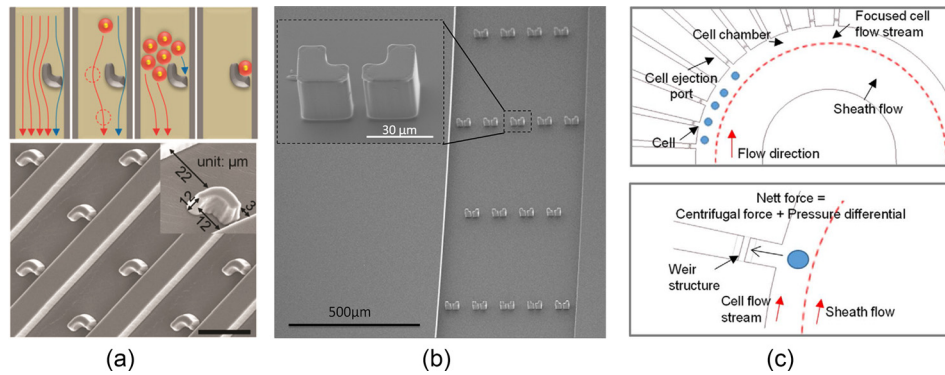 unit: µm
22
12
12
3
(a)
30 µm
500µm
(b)
Cell chamber
Focused cell
flow stream
Cell ejection
port
Cell
Flow direction
Sheath flow
Nett force =
Centrifugal force + Pressure differential
Weir
structure
Cell flow
stream
Sheath flow
(c)